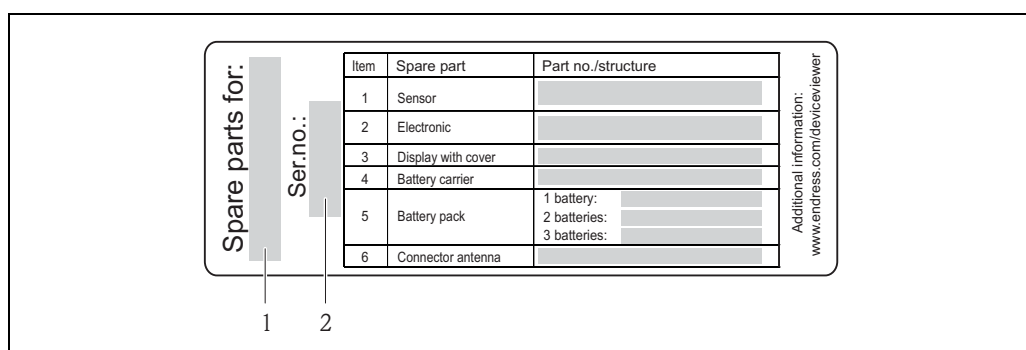 Spare parts for:
Ser.no.:
Item Spare part Part no./structure
1 Sensor
2 Electronic
3 Display with cover
4 Battery carrier
5 Battery pack 1 battery:
2 batteries:
3 batteries:
6 Connector antenna
Additional information:
www.endress.com/deviceviewer
1 2